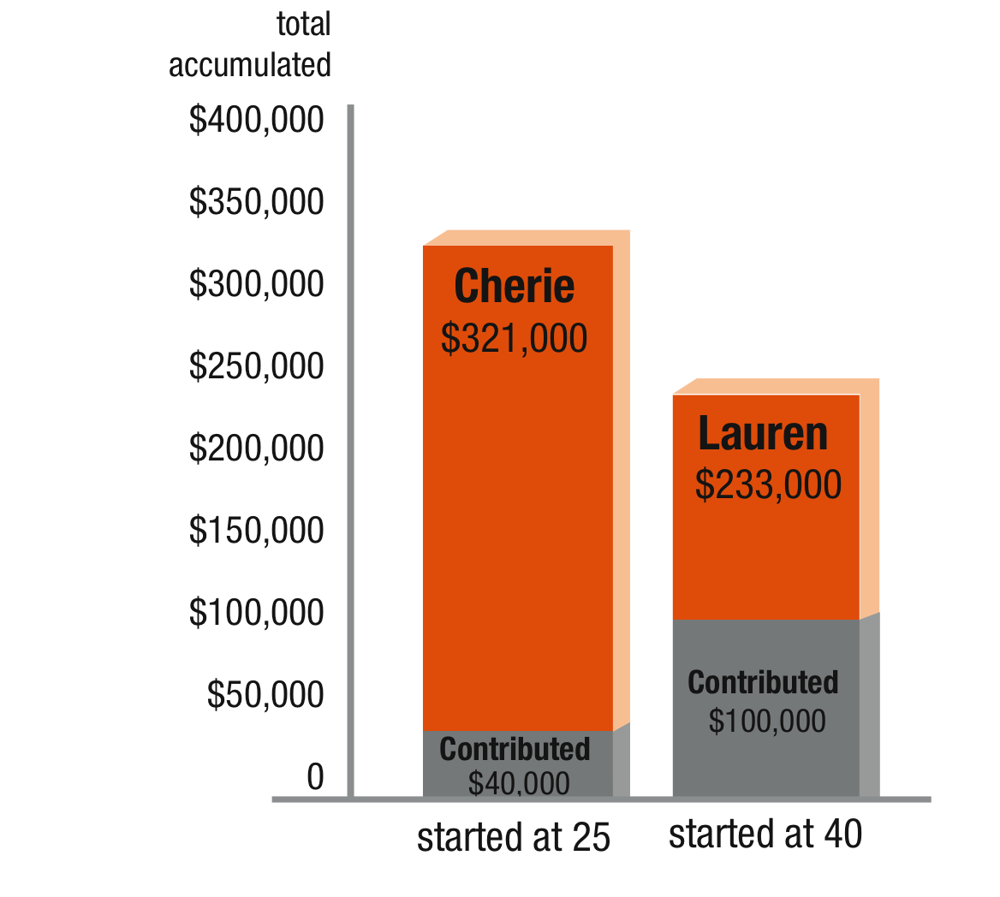 total
accumulated
$400,000
$350,000
$300,000
$250,000
$200,000
$150,000
$100,000
$50,000
0
Cherie
$321,000
Contributed
$40,000
started at 25
Lauren
$233,000
Contributed
$100,000
started at 40